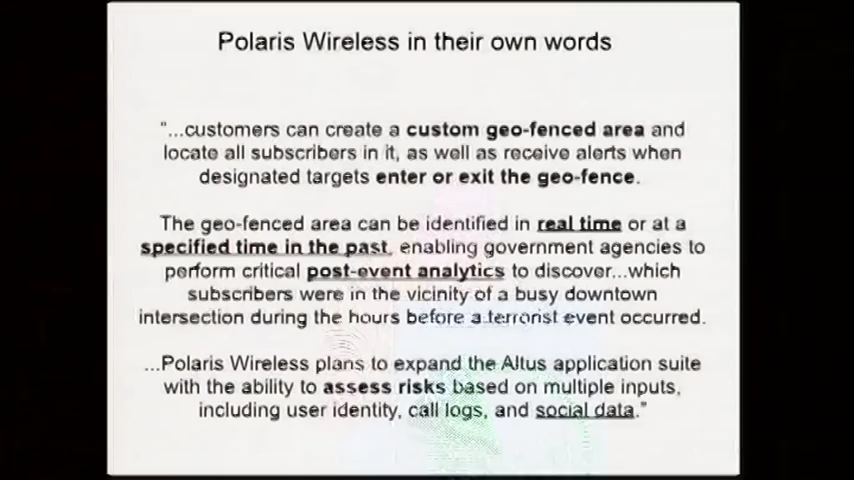 Polaris Wireless in their own words
"...customers can create a custom geo-fenced area and
locate all subscribers in it, as well as receive alerts when
designated targets enter or exit the geo-fence.
The geo-fenced area can be identified in real time or at a
specified time in the past, enabling government agencies to
perform critical post-event analytics to discover...which
subscribers were in the vicinity of a busy downtown
intersection during the hours before a terrorist event occurred.
...Polaris Wireless plans to expand the Altus application suite
with the ability to assess risks based on multiple inputs,
including user identity, call logs, and social data."